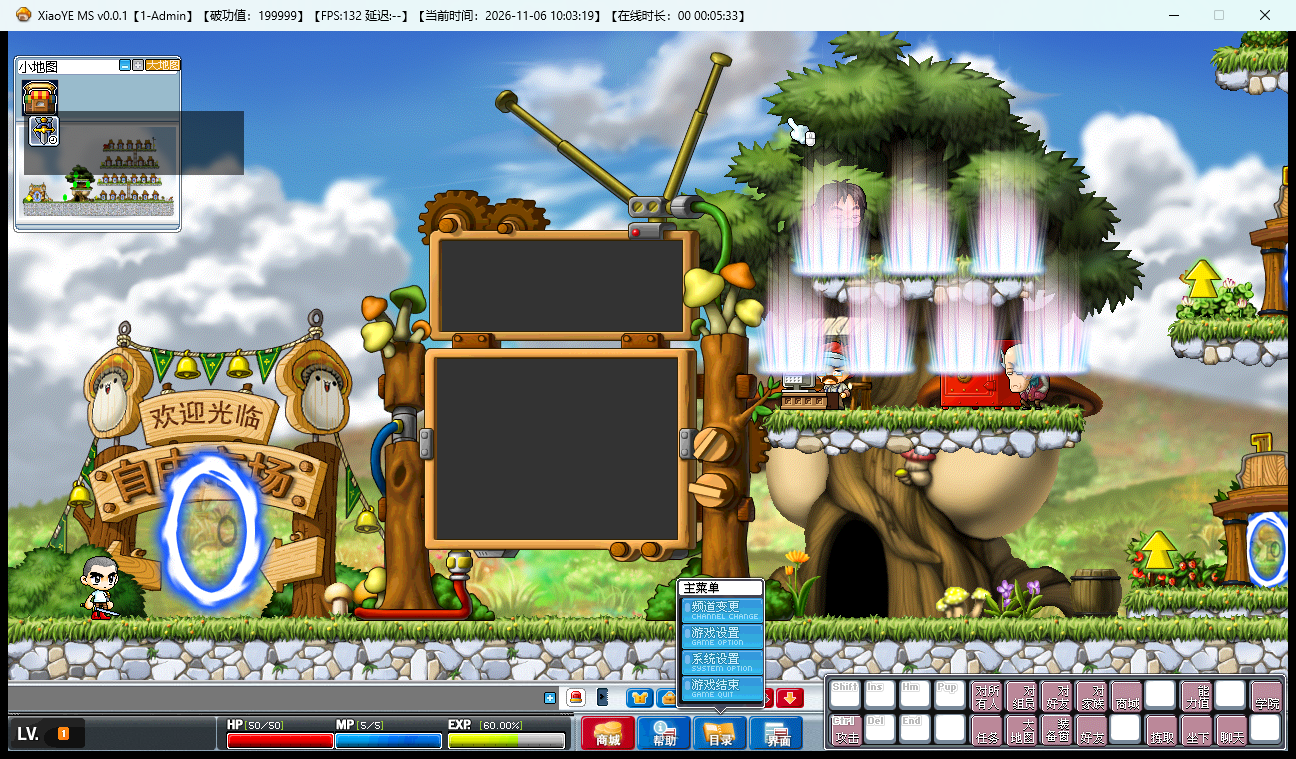 XiaoYE MS v0.0.1【1-Admin】【破功值：199999】【FPS:132 延迟:--】【当前时间：2026-11-06 10:03:19】【在线时长：00 00:05:33】
小地图
大地图
欢迎光临
自由市场
主菜单
频道变更
CHANNEL CHANGE
游戏设置
GAME OPTION
系统设置
SYSTEM OPTION
游戏结束
GAME QUIT
LV. 1
HP[50/50] MP[5/5] EXP. [60.00%]
商城 帮助 目录 界面
Shift Ins Hm Pup 对所有人 对组员 对好友 对家族 商城 能力值 学院
Ctrl Del End
攻击 任务 大地图 装备窗 好友 拣取 坐下 聊天